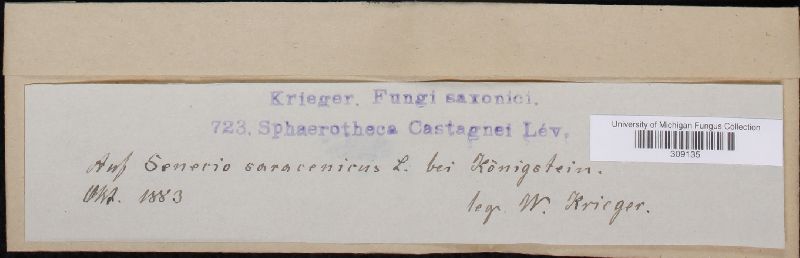 Krieger. Fungi saxonici.
723. Sphaerotheca Castagnei Lév.
University of Michigan Fungus Collection
309135
Auf Senecio saracenicus L. bei Königstein.
Okt. 1883
leg. W. Krieger.